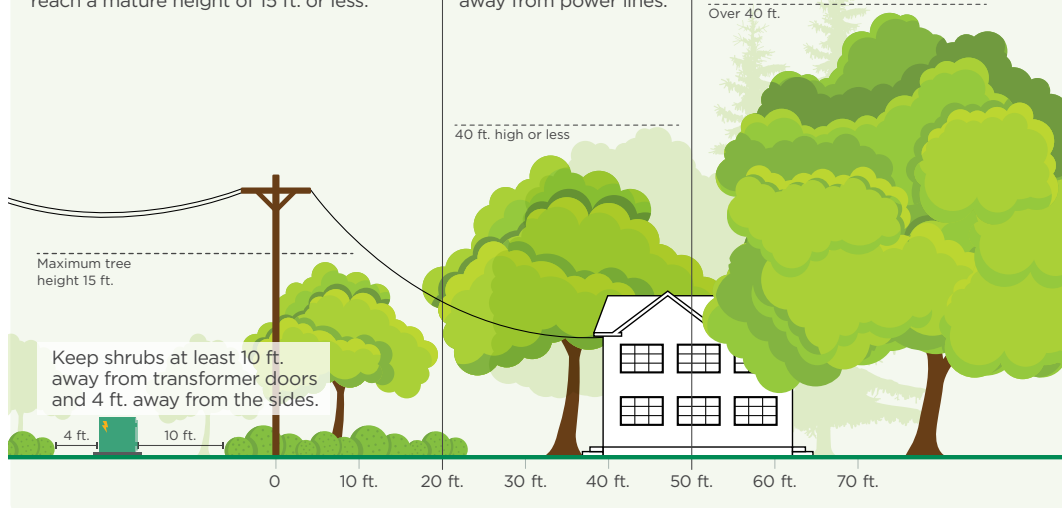 reach a mature height of 15 ft. or less.
away from power lines.
Over 40 ft.
40 ft. high or less
Maximum tree
height 15 ft.
Keep shrubs at least 10 ft.
away from transformer doors
and 4 ft. away from the sides.
4 ft.
10 ft.
0
10 ft.
20 ft.
30 ft.
40 ft.
50 ft.
60 ft.
70 ft.